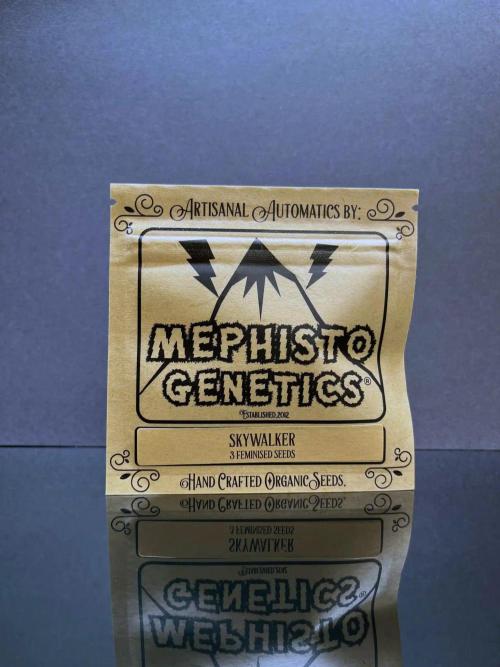 Artisanal Automatics by:
MEPHISTO
GENETICS®
Established 2012
SKYWALKER
3 FEMINISED SEEDS
Hand Crafted Organic Seeds.